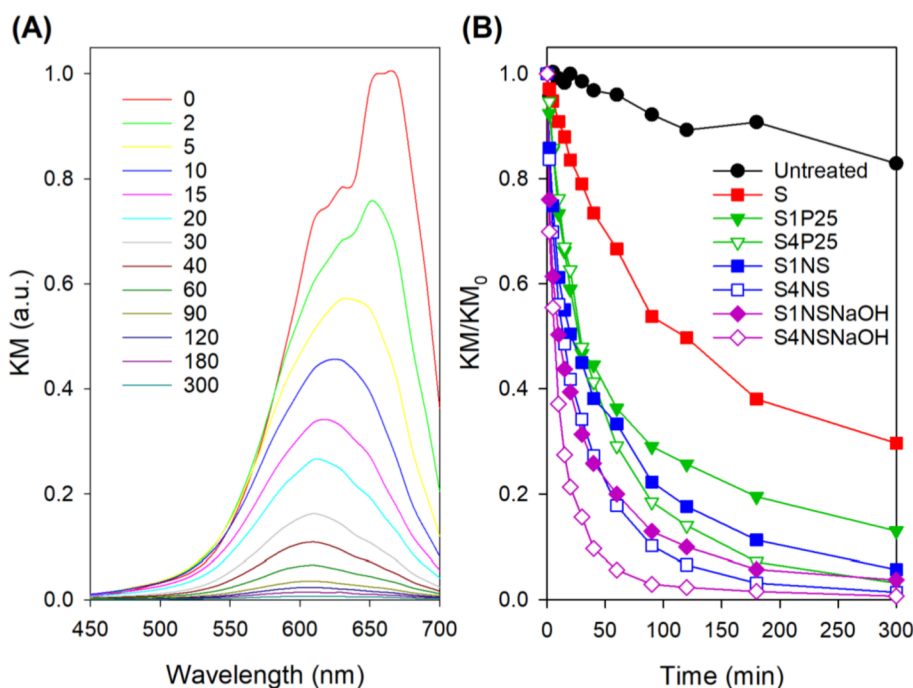 (A)
KM (a.u.)
1.0
0.8
0.6
0.4
0.2
0.0
0
2
5
10
15
20
30
40
60
90
120
180
300
450 500 550 600 650 700
Wavelength (nm)
(B)
KM/KM0
1.0
0.8
0.6
0.4
0.2
0.0
Untreated
S
S1P25
S4P25
S1NS
S4NS
S1NSNaOH
S4NSNaOH
0 50 100 150 200 250 300
Time (min)